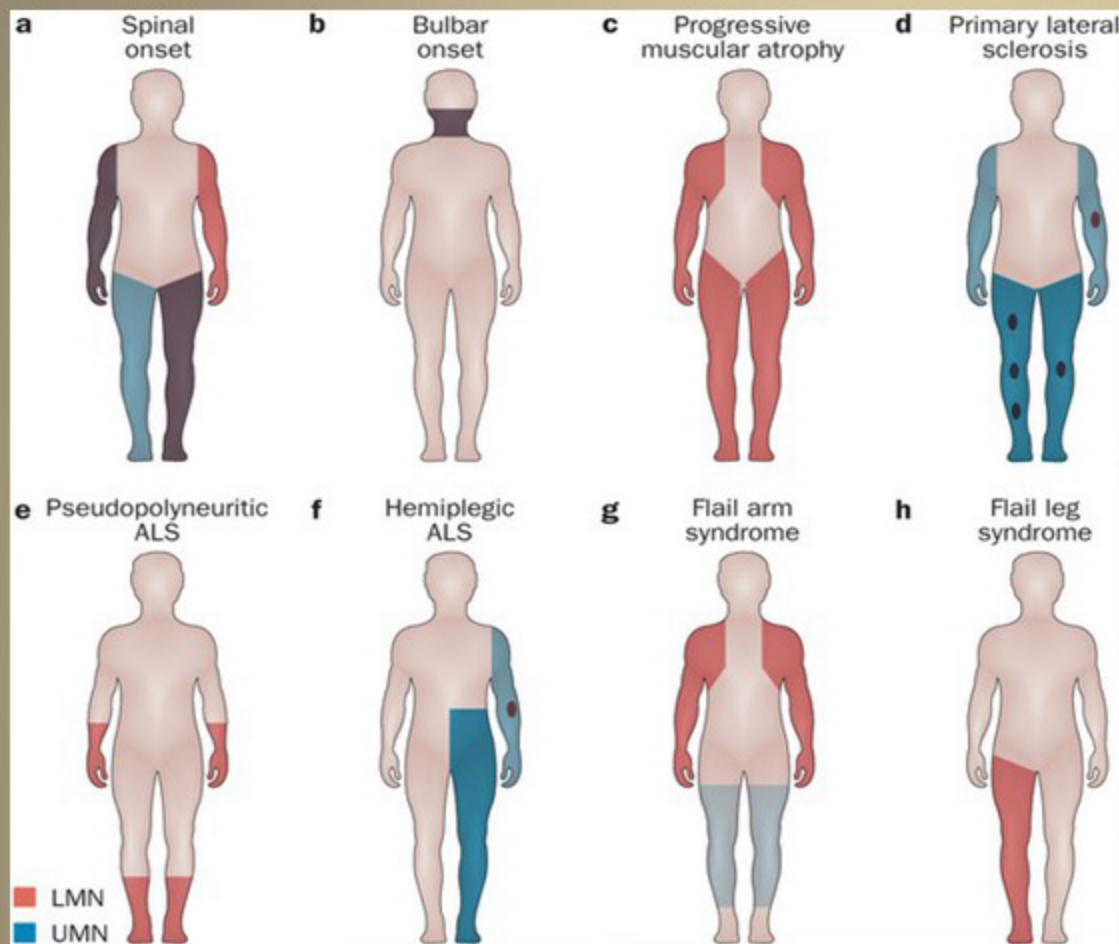 a Spinal
onset
b Bulbar
onset
c Progressive
muscular atrophy
d Primary lateral
sclerosis
e Pseudopolyneuritic
ALS
f Hemiplegic
ALS
g Flail arm
syndrome
h Flail leg
syndrome
LMN
UMN